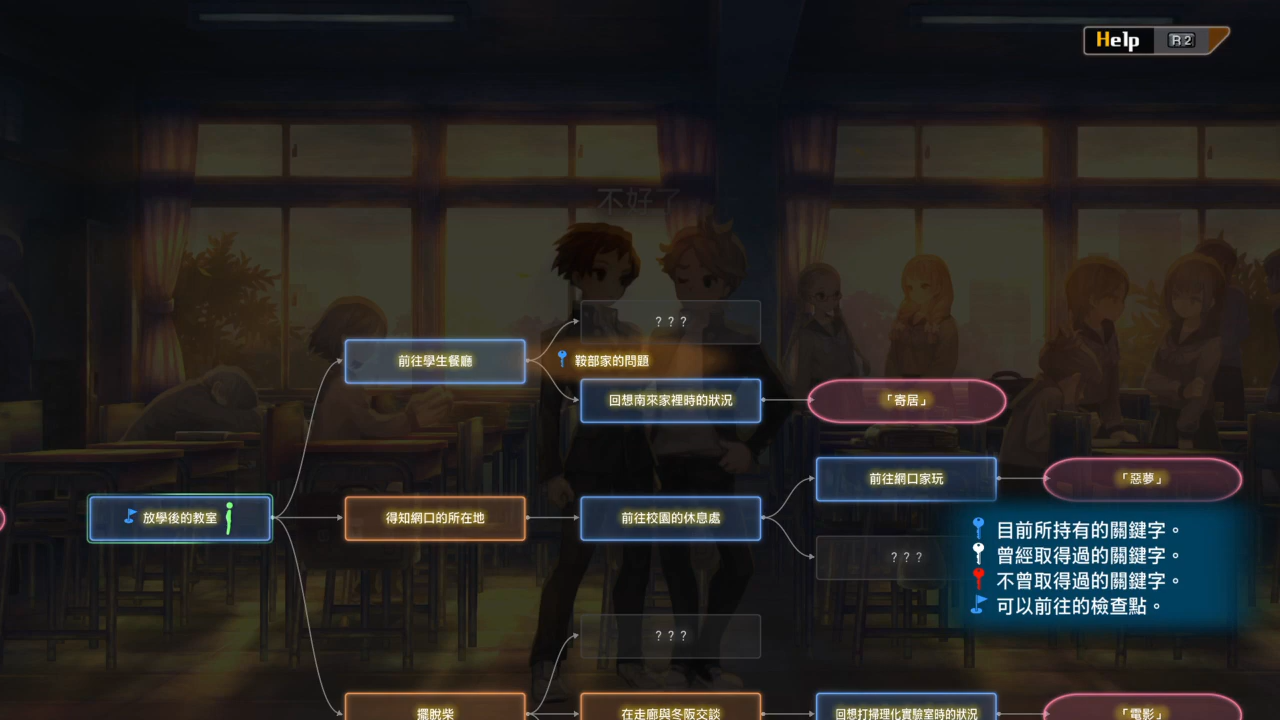 Help R2
不好了
? ? ?
前往學生餐廳
鞍部家的問題
回想南來家裡時的狀況
「寄居」
前往網口家玩
「惡夢」
放學後的教室
得知網口的所在地
前往校園的休息處
目前所持有的關鍵字。
曾經取得過的關鍵字。
不曾取得過的關鍵字。
可以前往的檢查點。
? ? ?
? ? ?
擺脫柴
在走廊與冬阪交談
回想打掃理化實驗室時的狀況
「電影」